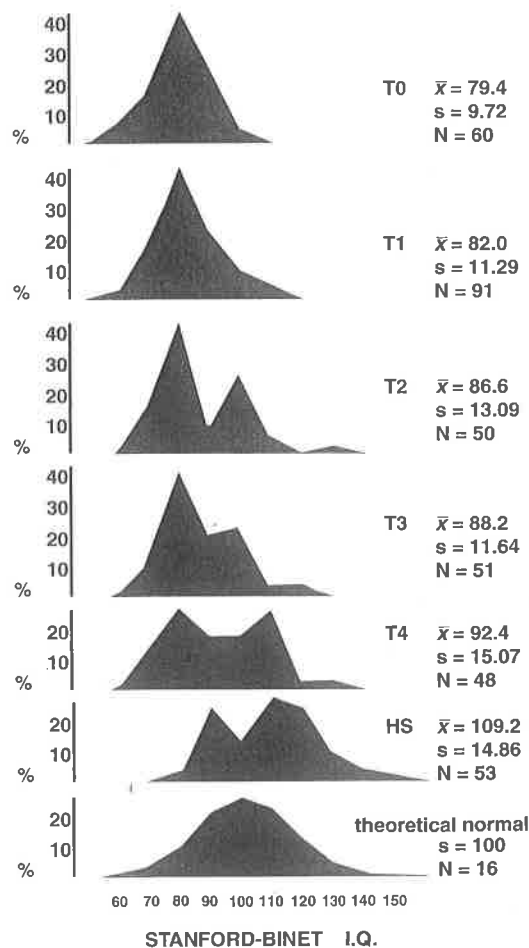 40
30
20
10
%
T0 x̄ = 79.4
s = 9.72
N = 60
40
30
20
10
%
T1 x̄ = 82.0
s = 11.29
N = 91
40
30
20
10
%
T2 x̄ = 86.6
s = 13.09
N = 50
40
30
20
10
%
T3 x̄ = 88.2
s = 11.64
N = 51
20
10
%
T4 x̄ = 92.4
s = 15.07
N = 48
20
10
%
HS x̄ = 109.2
s = 14.86
N = 53
20
10
%
theoretical normal
s = 100
N = 16
60 70 80 90 100 110 120 130 140 150
STANFORD-BINET I.Q.